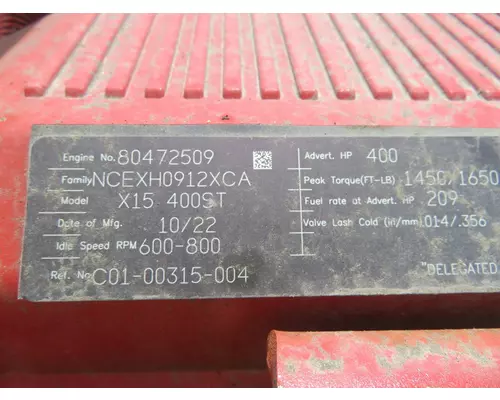 Engine No. 80472509
Family NCEXH0912XCA
Model X15 400ST
Date of Mfg. 10/22
Idle Speed RPM 600-800
Ref. No. C01-00315-004
Advert. HP 400
Peak Torque(FT-LB) 1450/1650
Fuel rate at Advert. HP 209
Valve Lash Cold (in/mm) .014/.356
"DELEGATED.